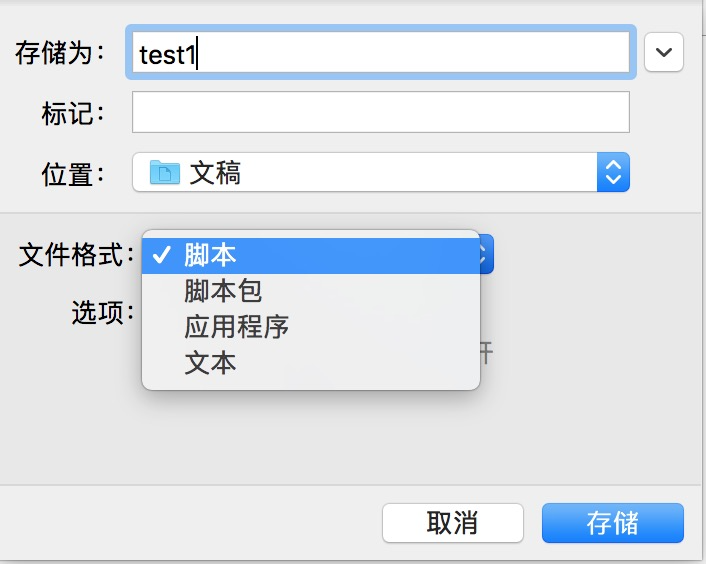 存储为： test1
标记：
位置： 文稿
文件格式： 脚本
脚本包
选项：
应用程序
文本
开
取消 存储